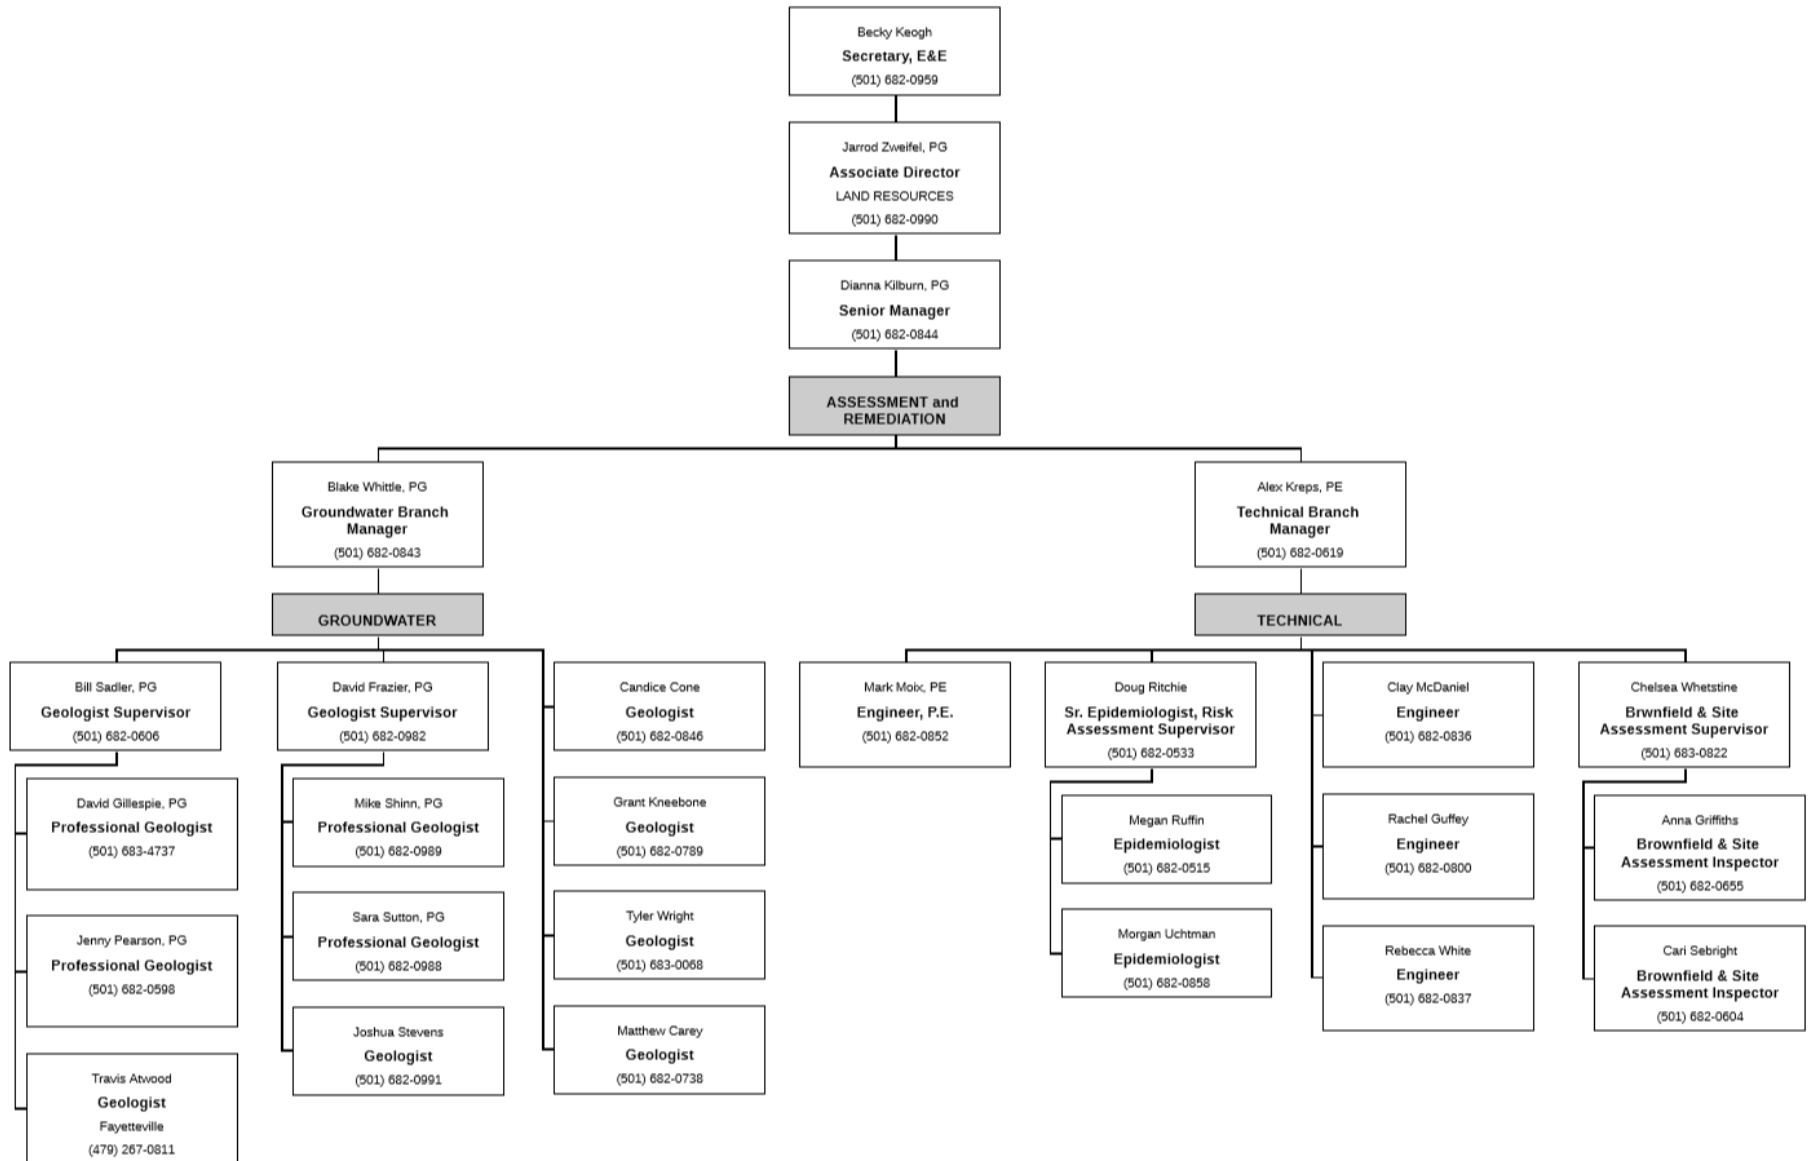 Becky Keogh
Secretary, E&E
(501) 682-0959
Jarrod Zweifel, PG
Associate Director
LAND RESOURCES
(501) 682-0990
Dianna Kilburn, PG
Senior Manager
(501) 682-0844
ASSESSMENT and
REMEDIATION
Blake Whittle, PG
Groundwater Branch
Manager
(501) 682-0843
Alex Kreps, PE
Technical Branch
Manager
(501) 682-0619
GROUNDWATER
TECHNICAL
Bill Sadler, PG
Geologist Supervisor
(501) 682-0606
David Gillespie, PG
Professional Geologist
(501) 683-4737
Jenny Pearson, PG
Professional Geologist
(501) 682-0598
Travis Atwood
Geologist
Fayetteville
(479) 267-0811
David Frazier, PG
Geologist Supervisor
(501) 682-0982
Mike Shinn, PG
Professional Geologist
(501) 682-0989
Sara Sutton, PG
Professional Geologist
(501) 682-0988
Joshua Stevens
Geologist
(501) 682-0991
Candice Cone
Geologist
(501) 682-0846
Grant Kneebone
Geologist
(501) 682-0789
Tyler Wright
Geologist
(501) 683-0068
Matthew Carey
Geologist
(501) 682-0738
Mark Moix, PE
Engineer, P.E.
(501) 682-0852
Doug Ritchie
Sr. Epidemiologist, Risk
Assessment Supervisor
(501) 682-0533
Megan Ruffin
Epidemiologist
(501) 682-0515
Morgan Uchtman
Epidemiologist
(501) 682-0858
Clay McDaniel
Engineer
(501) 682-0836
Rachel Guffey
Engineer
(501) 682-0800
Rebecca White
Engineer
(501) 682-0837
Chelsea Whetstine
Brwnfield & Site
Assessment Supervisor
(501) 683-0822
Anna Griffiths
Brownfield & Site
Assessment Inspector
(501) 682-0655
Cari Sebright
Brownfield & Site
Assessment Inspector
(501) 682-0604